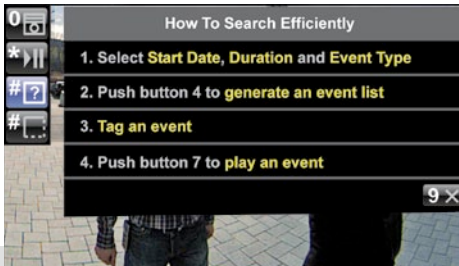 0
How To Search Efficiently
*
1. Select Start Date, Duration and Event Type
# ?
2. Push button 4 to generate an event list
#
3. Tag an event
4. Push button 7 to play an event
9 ×